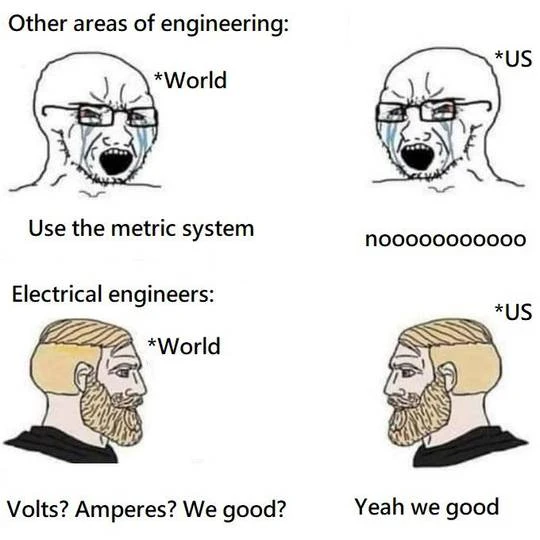 Other areas of engineering:
*World
*US
Use the metric system
nooooooooooo
Electrical engineers:
*World
*US
Volts? Amperes? We good?
Yeah we good